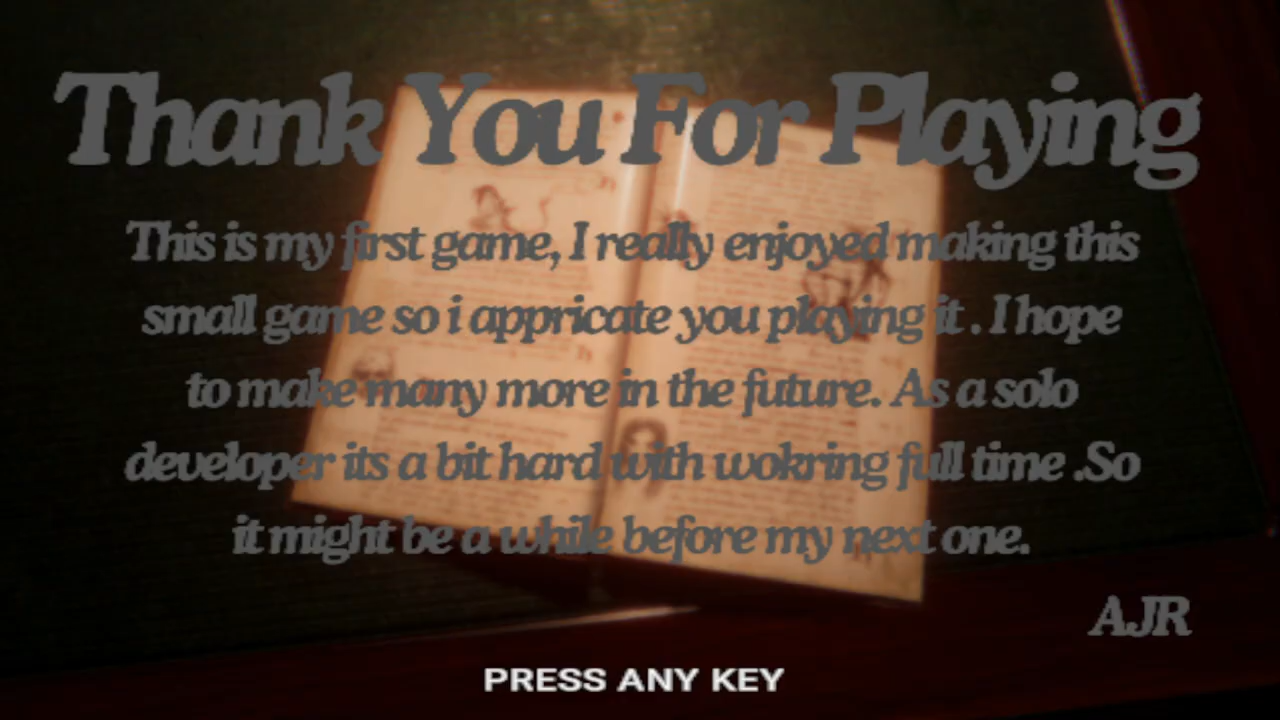 Thank You For Playing
This is my first game, I really enjoyed making this
small game so i appricate you playing it . I hope
to make many more in the future. As a solo
developer its a bit hard with wokring full time .So
it might be a while before my next one.
AJR
PRESS ANY KEY